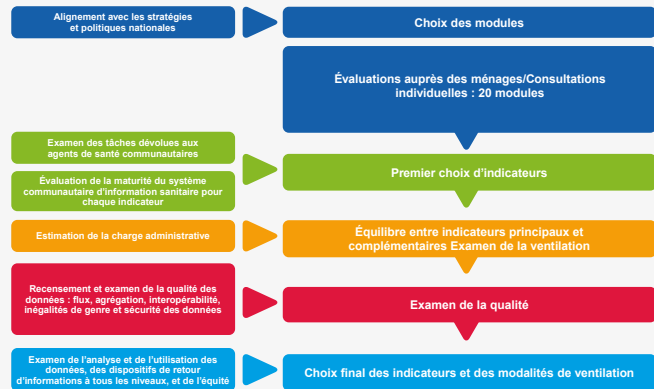 Alignement avec les stratégies
et politiques nationales
Choix des modules
Évaluations auprès des ménages/Consultations
individuelles : 20 modules
Examen des tâches dévolues aux
agents de santé communautaires
Évaluation de la maturité du système
communautaire d'information sanitaire pour
chaque indicateur
Premier choix d'indicateurs
Estimation de la charge administrative
Équilibre entre indicateurs principaux et
complémentaires Examen de la ventilation
Recensement et examen de la qualité des
données : flux, agrégation, interopérabilité,
inégalités de genre et sécurité des données
Examen de la qualité
Examen de l'analyse et de l'utilisation des
données, des dispositifs de retour
d'informations à tous les niveaux, et de l'équité
Choix final des indicateurs et des modalités de ventilation